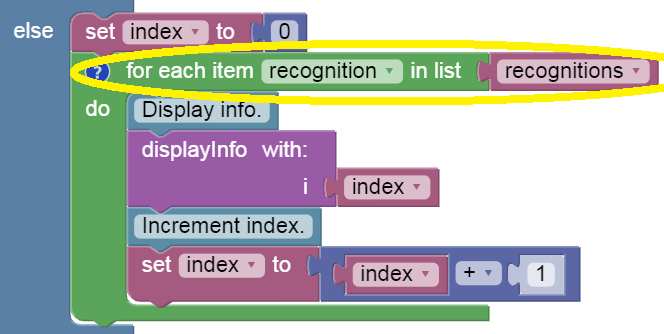 else set index to 0
? for each item recognition in list recognitions
do Display info.
displayInfo with:
i index
Increment index.
set index to index + 1